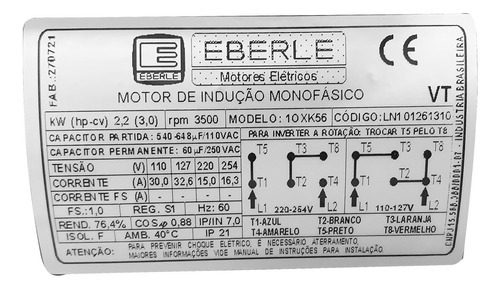 FAB.:2/0721
EBERLE
EBERLE
Motores Elétricos
CE
MOTOR DE INDUÇÃO MONOFÁSICO VT
kW (hp-cv) 2,2 (3,0) rpm 3500 MODELO: 10XK56 CÓDIGO:LN101261310
CAPACITOR PARTIDA: 540-648µF/110VAC
CAPACITOR PERMANENTE: 60µF/250VAC
TENSÃO (V) 110 127 220 254
CORRENTE (A) 30,0 32,6 15,0 16,3
CORRENTE FS (A) - - - -
FS.:1,0 REG. S1 Hz: 60
REND. 76,4% COSφ 0,88 IP/IN 7,0
ISOL. F AMB. 40°C IP 21
PARA INVERTER A ROTAÇÃO: TROCAR T5 PELO T8
T5 T3 T8
T1 T2 T4
L1 220-254V L2
T5 T3 T8
T1 T2 T4
L1 110-127V L2
T1-AZUL T2-BRANCO T3-LARANJA
T4-AMARELO T5-PRETO T8-VERMELHO
ATENÇÃO: PARA PREVENIR CHOQUE ELÉTRICO, É NECESSÁRIO ATERRAMENTO.
MAIORES INFORMAÇÕES VIDE MANUAL DE INSTRUÇÕES PARA INSTALAÇÃO.
INDÚSTRIA BRASILEIRA